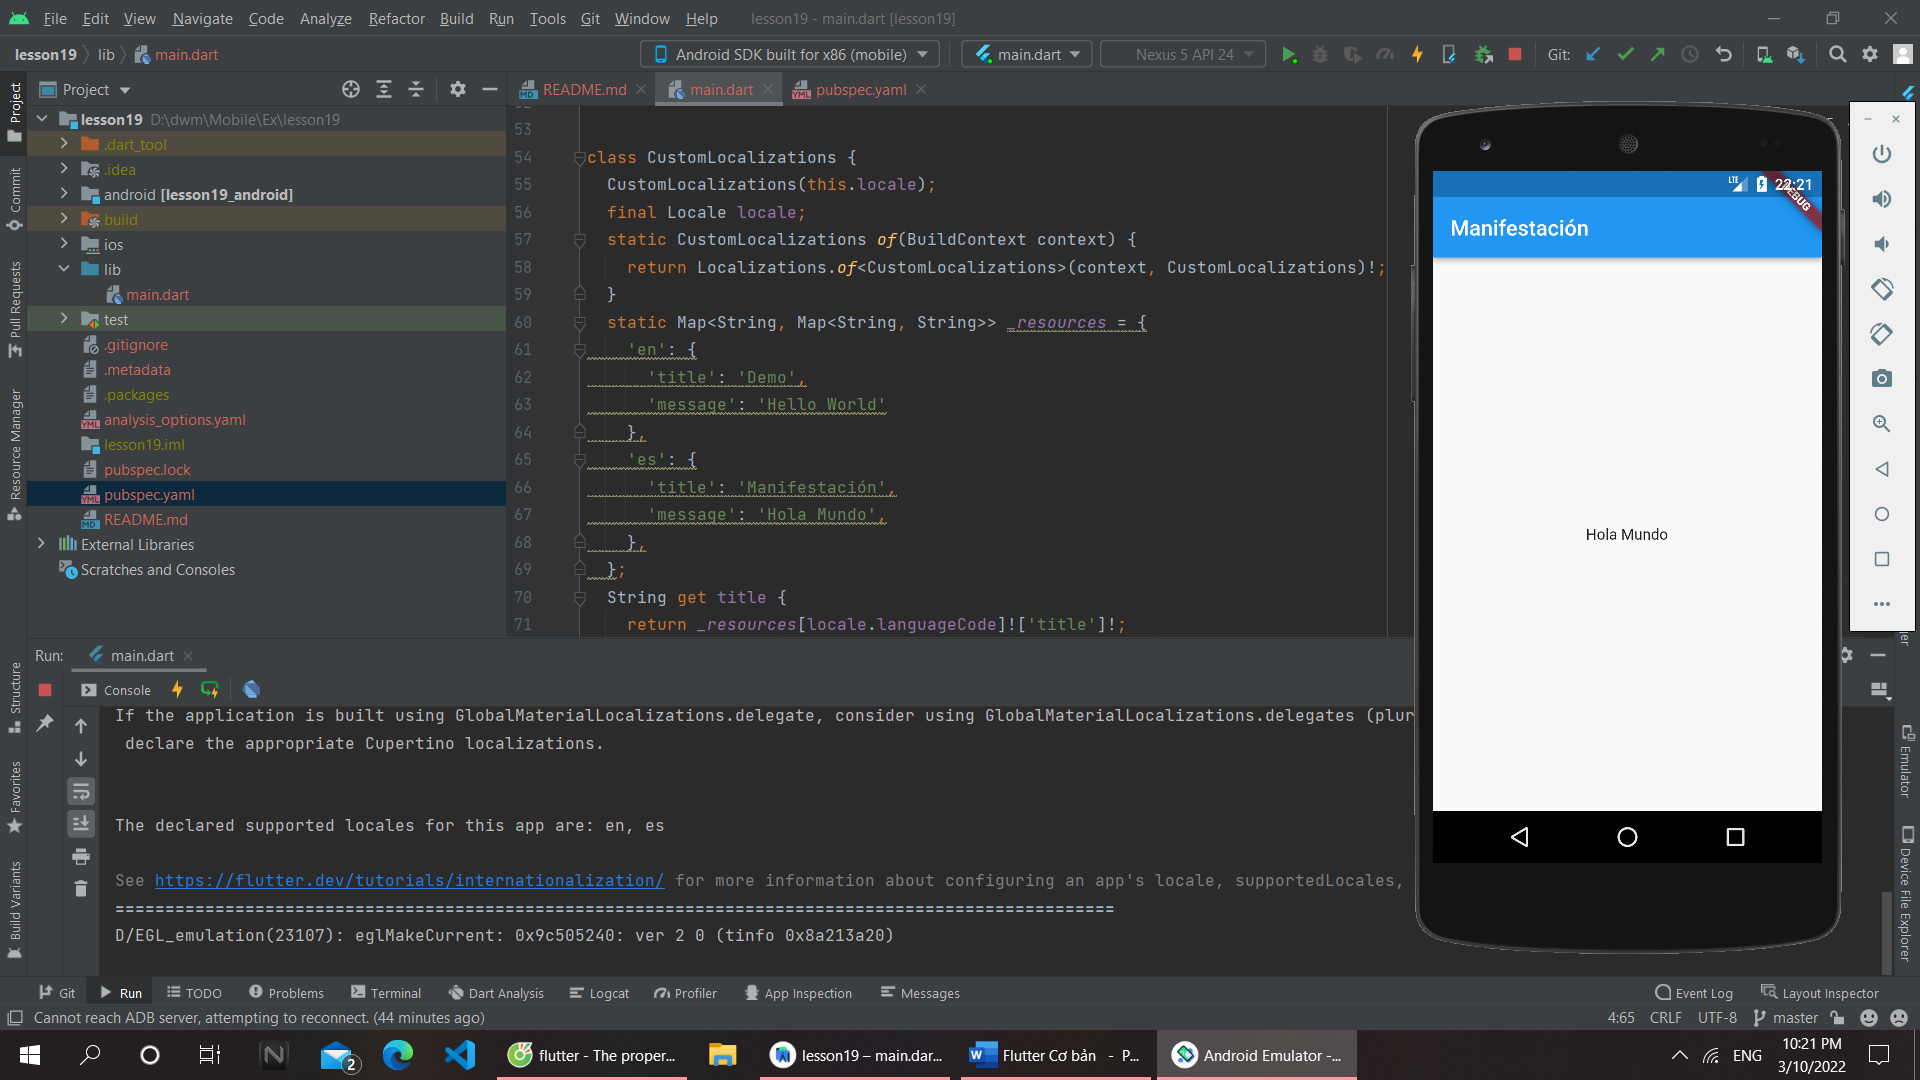 File Edit View Navigate Code Analyze Refactor Build Run Tools Git Window Help lesson19 - main.dart [lesson19]
lesson19 lib main.dart Android SDK built for x86 (mobile) main.dart Nexus 5 API 24 Git:
Project README.md main.dart pubspec.yaml
Project
Commit
Pull Requests
Resource Manager
Structure
Favorites
Build Variants
lesson19 D:\dwm\Mobile\Ex\lesson19
.dart_tool
.idea
android [lesson19_android]
build
ios
lib
main.dart
test
.gitignore
.metadata
.packages
analysis_options.yaml
lesson19.iml
pubspec.lock
pubspec.yaml
README.md
External Libraries
Scratches and Consoles
53
54 class CustomLocalizations {
55 CustomLocalizations(this.locale);
56 final Locale locale;
57 static CustomLocalizations of(BuildContext context) {
58 return Localizations.of<CustomLocalizations>(context, CustomLocalizations)!;
59 }
60 static Map<String, Map<String, String>> _resources = {
61 'en': {
62 'title': 'Demo',
63 'message': 'Hello World'
64 },
65 'es': {
66 'title': 'Manifestación',
67 'message': 'Hola Mundo',
68 },
69 };
70 String get title {
71 return _resources[locale.languageCode]!['title']!;
LTE 22:21
DEBUG
Manifestación
Hola Mundo
Run: main.dart
Console
If the application is built using GlobalMaterialLocalizations.delegate, consider using GlobalMaterialLocalizations.delegates (plur
declare the appropriate Cupertino localizations.
The declared supported locales for this app are: en, es
See https://flutter.dev/tutorials/internationalization/ for more information about configuring an app's locale, supportedLocales,
====================================================================================================
D/EGL_emulation(23107): eglMakeCurrent: 0x9c505240: ver 2 0 (tinfo 0x8a213a20)
Emulator
Device File Explorer
Git Run TODO Problems Terminal Dart Analysis Logcat Profiler App Inspection Messages Event Log Layout Inspector
Cannot reach ADB server, attempting to reconnect. (44 minutes ago) 4:65 CRLF UTF-8 master
2 flutter - The proper... lesson19 – main.dar... Flutter Cơ bản - P... Android Emulator -... ENG 10:21 PM
3/10/2022